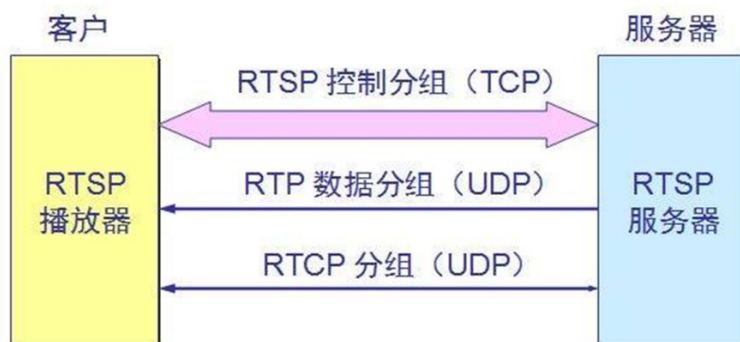 客户
服务器
RTSP 控制分组（TCP）
RTP 数据分组（UDP）
RTCP 分组（UDP）
RTSP
播放器
RTSP
服务器